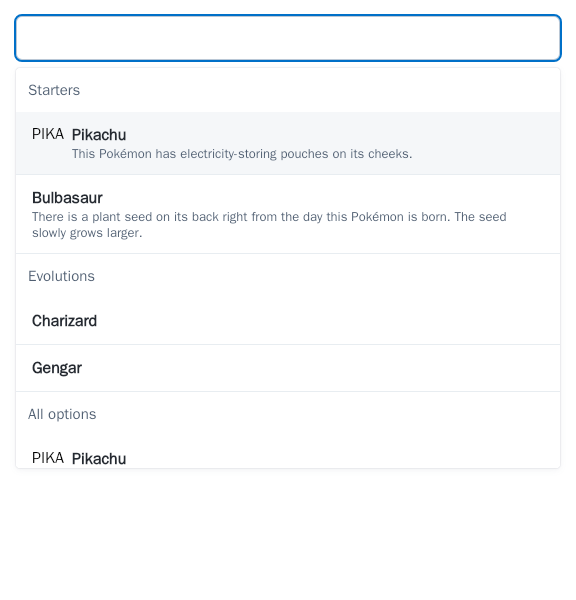 Starters
PIKA Pikachu
This Pokémon has electricity-storing pouches on its cheeks.
Bulbasaur
There is a plant seed on its back right from the day this Pokémon is born. The seed
slowly grows larger.
Evolutions
Charizard
Gengar
All options
PIKA Pikachu